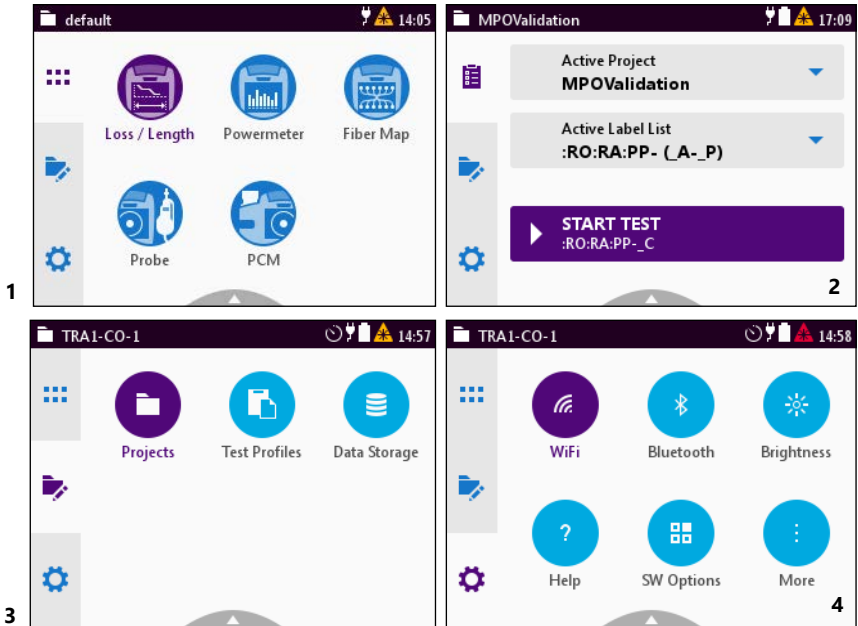 default 14:05
Loss / Length Powermeter Fiber Map
Probe PCM
1
MPOValidation 17:09
Active Project
MPOValidation
Active Label List
:RO:RA:PP- (_A-_P)
START TEST
:RO:RA:PP-_C
2
TRA1-CO-1 14:57
Projects Test Profiles Data Storage
3
TRA1-CO-1 14:58
WiFi Bluetooth Brightness
?
Help SW Options More
4